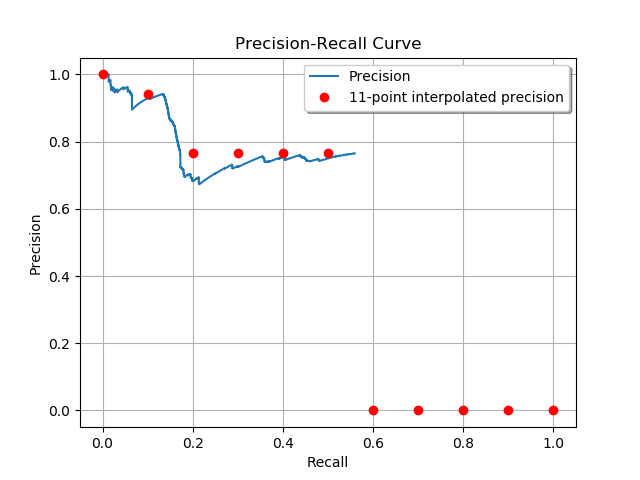 Precision-Recall Curve
Precision
11-point interpolated precision
1.0
0.8
0.6
0.4
0.2
0.0
Precision
0.0 0.2 0.4 0.6 0.8 1.0
Recall